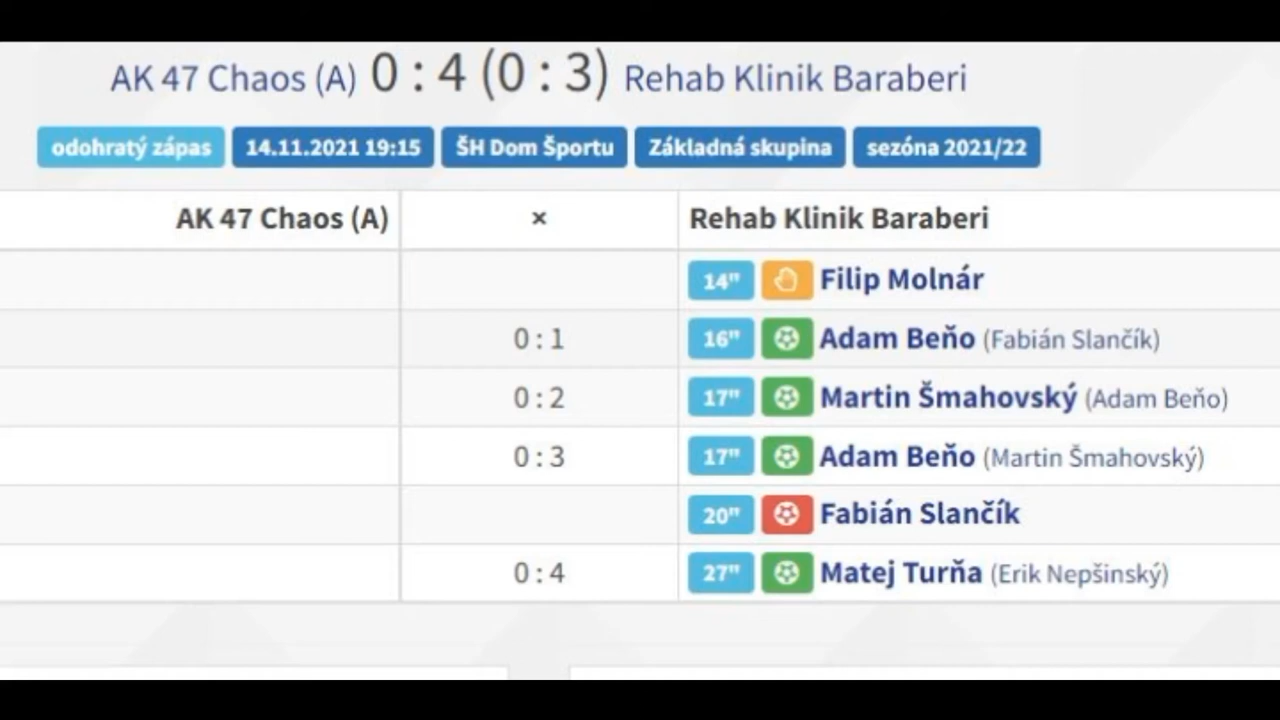 AK 47 Chaos (A) 0 : 4 (0 : 3) Rehab Klinik Baraberi
odohratý zápas 14.11.2021 19:15 ŠH Dom Športu Základná skupina sezóna 2021/22
AK 47 Chaos (A) × Rehab Klinik Baraberi
14" Filip Molnár
0 : 1 16" Adam Beňo (Fabián Slančík)
0 : 2 17" Martin Šmahovský (Adam Beňo)
0 : 3 17" Adam Beňo (Martin Šmahovský)
20" Fabián Slančík
0 : 4 27" Matej Turňa (Erik Nepšinský)